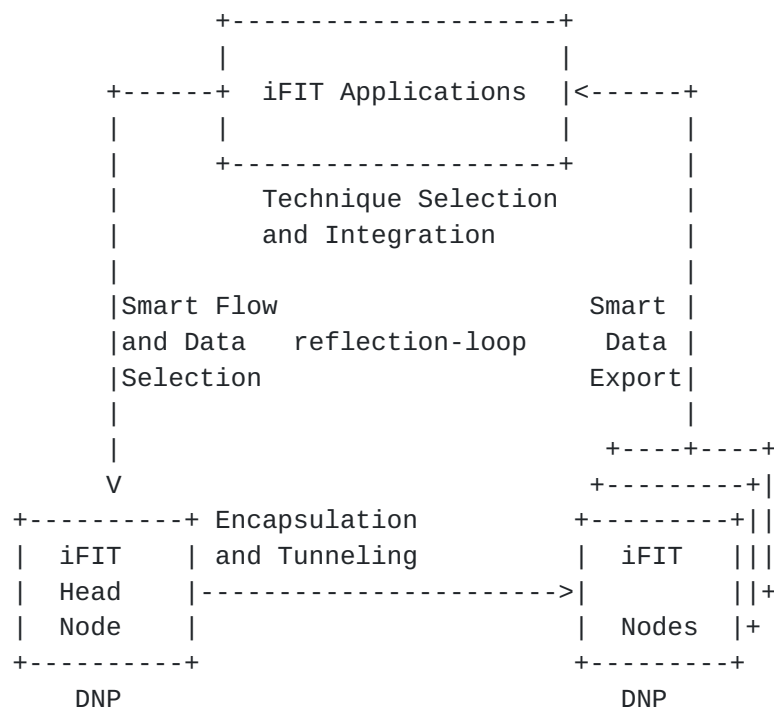 iFIT Applications
Technique Selection
and Integration
Smart Flow
and Data
Selection
reflection-loop
Smart
Data
Export
Encapsulation
and Tunneling
iFIT
Head
Node
iFIT
Nodes
DNP
DNP